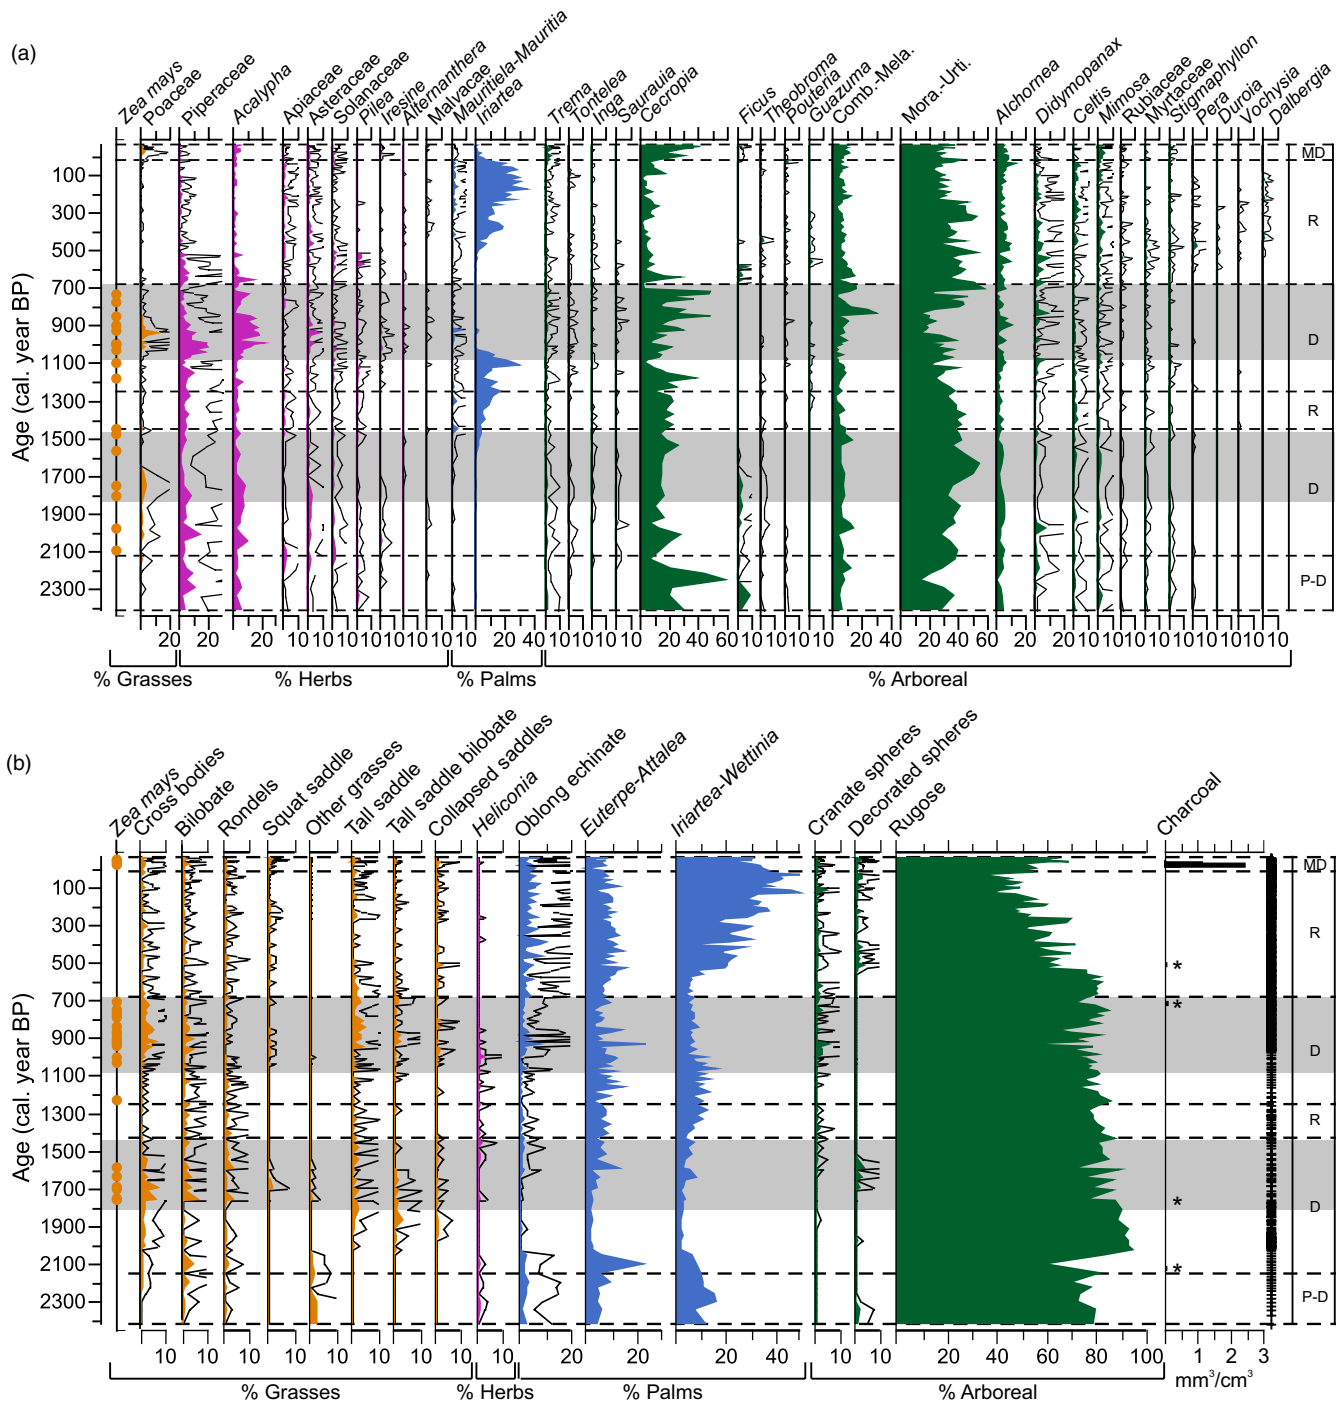 (a)
Zea mays
Poaceae
Piperaceae
Acalypha
Apiaceae
Asteraceae
Solanaceae
Pilea
Iresine
Alternanthera
Malvacae
Mauritiela-Mauritia
Iriartea
Trema
Tontelea
Inga
Saurauia
Cecropia
Ficus
Theobroma
Pouteria
Guazuma
Comb.-Mela.
Mora.-Urti.
Alchornea
Didymopanax
Celtis
Mimosa
Rubiaceae
Myrtaceae
Stigmaphyllon
Pera
Duroia
Vochysia
Dalbergia
Age (cal. year BP)
100
300
500
700
900
1100
1300
1500
1700
1900
2100
2300
MD
R
D
R
D
P-D
20 20 20 10 10 10 10 10 10 10 10 20 40 10 10 10 10 20 40 60 10 10 10 10 20 40 20 40 60 20 20 10 10 10 10 10 10 10 10 10
% Grasses % Herbs % Palms % Arboreal
(b)
Zea mays
Cross bodies
Bilobate
Rondels
Squat saddle
Other grasses
Tall saddle
Tall saddle bilobate
Collapsed saddles
Heliconia
Oblong echinate
Euterpe-Attalea
Iriartea-Wettinia
Cranate spheres
Decorated spheres
Rugose
Charcoal
Age (cal. year BP)
100
300
500
700
900
1100
1300
1500
1700
1900
2100
2300
*
*
*
*
MD
R
D
R
D
P-D
10 10 10 10 10 10 10 10 10 20 20 20 40 10 10 20 40 60 80 100 1 2 3
mm³/cm³
% Grasses % Herbs % Palms % Arboreal